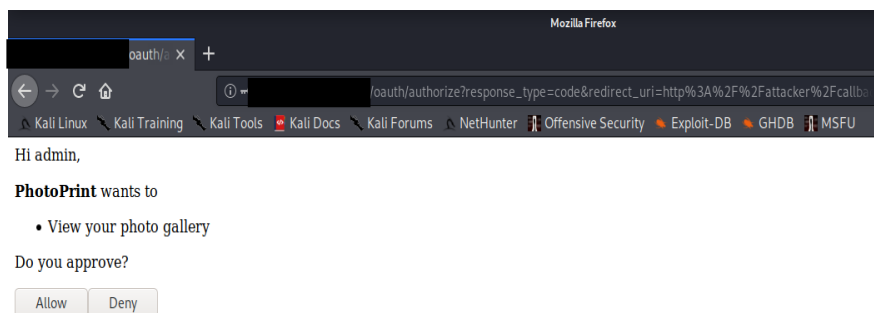 Mozilla Firefox
oauth/a
/oauth/authorize?response_type=code&redirect_uri=http%3A%2F%2Fattacker%2Fcallba
Kali Linux Kali Training Kali Tools Kali Docs Kali Forums NetHunter Offensive Security Exploit-DB GHDB MSFU
Hi admin,
PhotoPrint wants to
• View your photo gallery
Do you approve?
Allow Deny